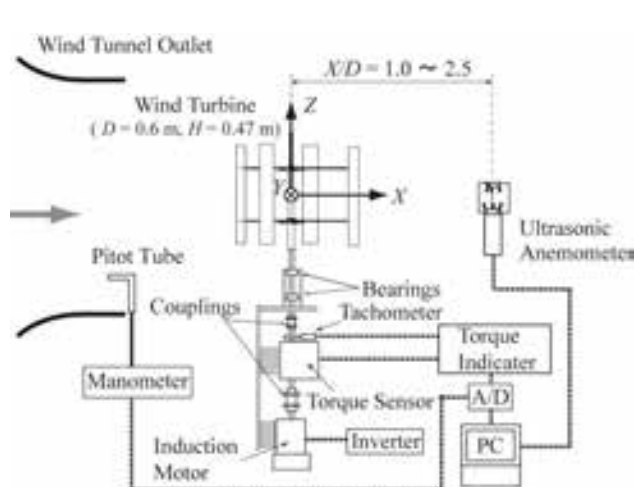 Wind Tunnel Outlet
X/D = 1.0 ~ 2.5
Wind Turbine
( D = 0.6 m, H = 0.47 m)
Z
Y
X
Pitot Tube
Ultrasonic
Anemometer
Bearings
Couplings
Tachometer
Torque
Indicater
Manometer
Torque Sensor
A/D
Induction
Motor
Inverter
PC